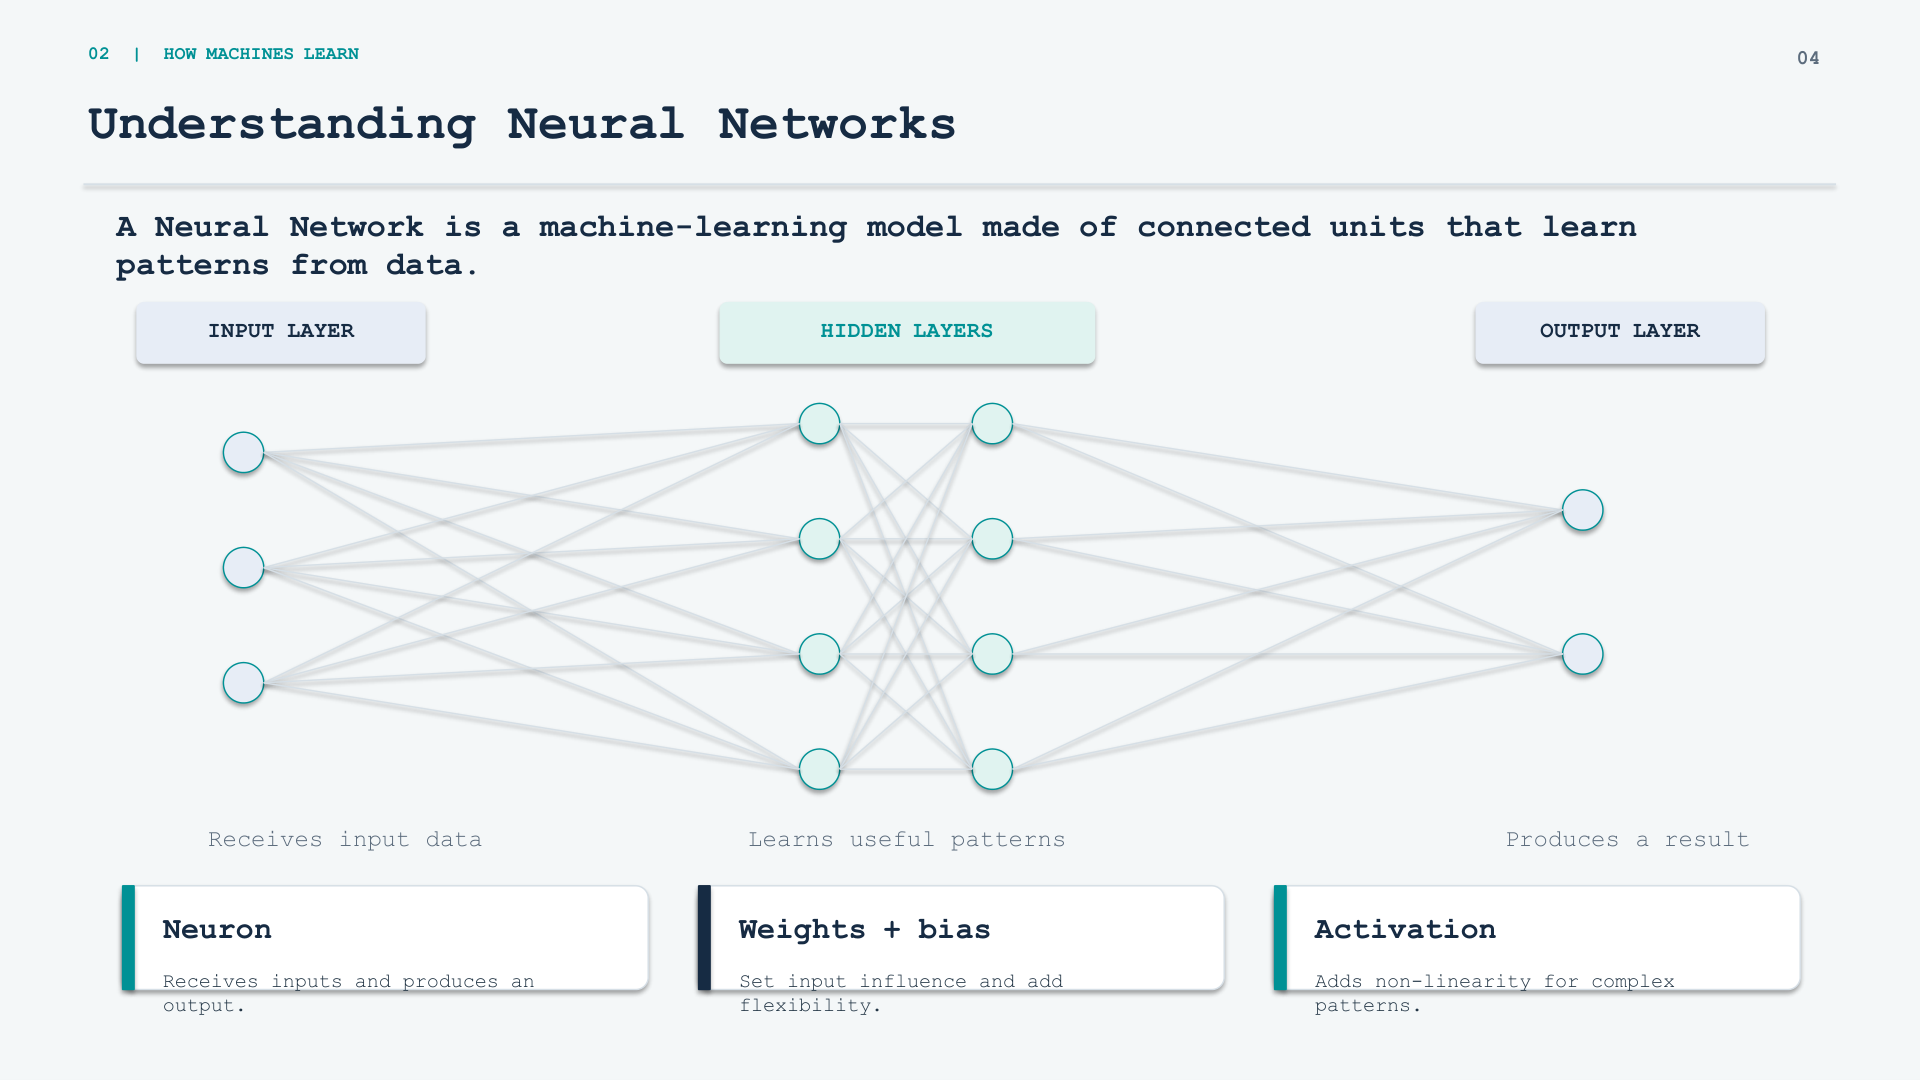 02 | HOW MACHINES LEARN
04
Understanding Neural Networks
A Neural Network is a machine-learning model made of connected units that learn
patterns from data.
INPUT LAYER
HIDDEN LAYERS
OUTPUT LAYER
Receives input data
Learns useful patterns
Produces a result
Neuron
Receives inputs and produces an
output.
Weights + bias
Set input influence and add
flexibility.
Activation
Adds non-linearity for complex
patterns.